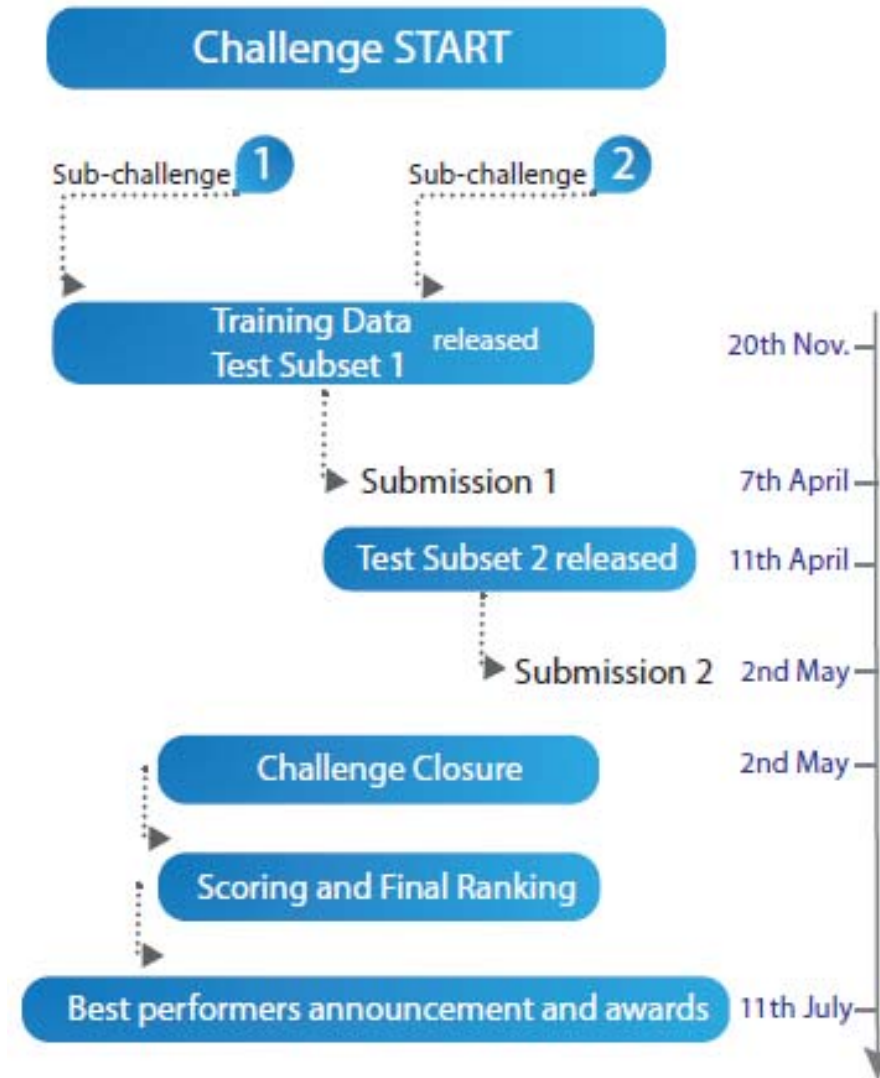 Challenge START
Sub-challenge 1
Sub-challenge 2
Training Data
Test Subset 1
released
20th Nov.
Submission 1
7th April
Test Subset 2 released
11th April
Submission 2
2nd May
Challenge Closure
2nd May
Scoring and Final Ranking
Best performers announcement and awards
11th July